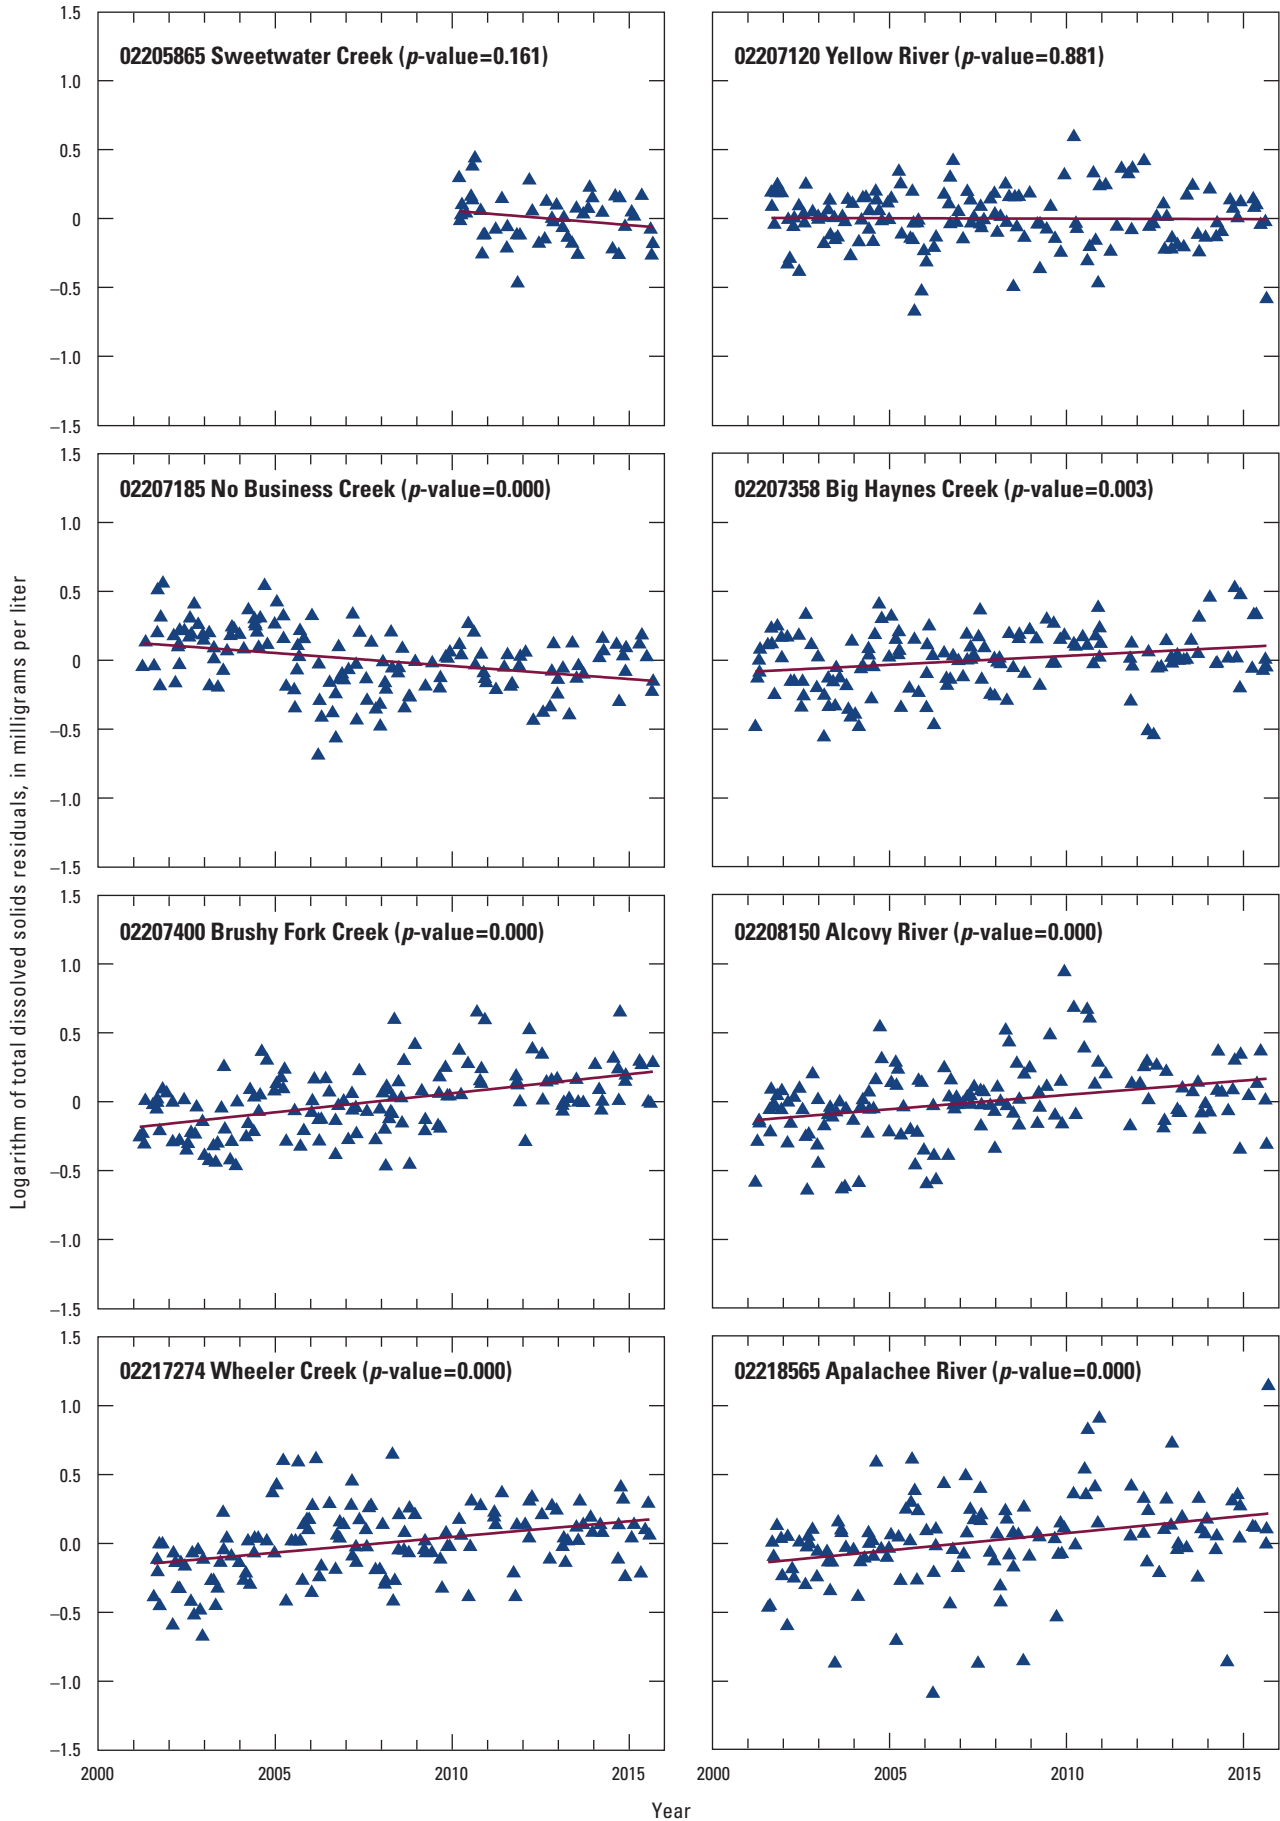 1.5
02205865 Sweetwater Creek (p-value=0.161)
02207120 Yellow River (p-value=0.881)
1.0
0.5
0
−0.5
−1.0
−1.5
1.5
02207185 No Business Creek (p-value=0.000)
02207358 Big Haynes Creek (p-value=0.003)
1.0
0.5
0
−0.5
−1.0
−1.5
Logarithm of total dissolved solids residuals, in milligrams per liter
1.5
02207400 Brushy Fork Creek (p-value=0.000)
02208150 Alcovy River (p-value=0.000)
1.0
0.5
0
−0.5
−1.0
−1.5
1.5
02217274 Wheeler Creek (p-value=0.000)
02218565 Apalachee River (p-value=0.000)
1.0
0.5
0.0
−0.5
−1.0
−1.5
2000 2005 2010 2015
2000 2005 2010 2015
Year